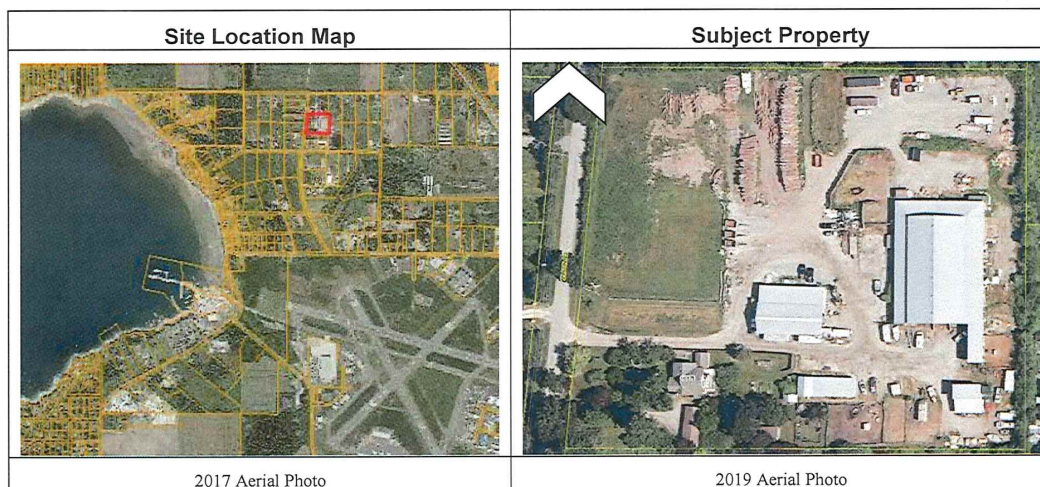 Site Location Map
Subject Property
2017 Aerial Photo
2019 Aerial Photo